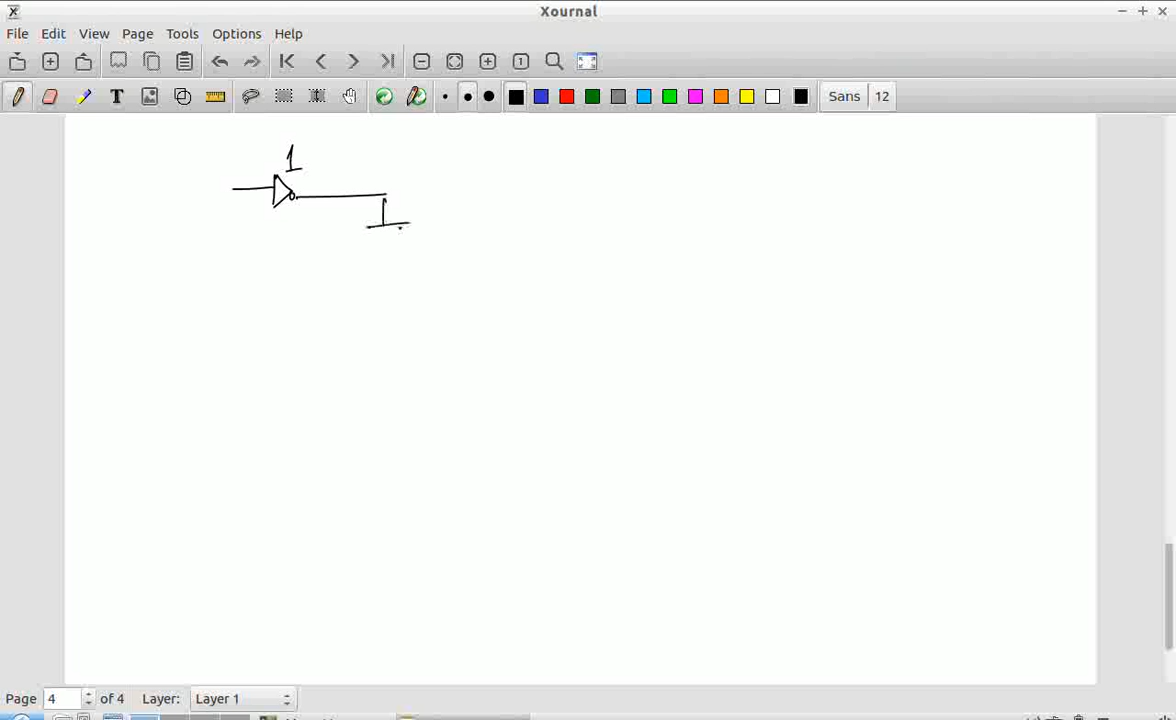 Xournal
File Edit View Page Tools Options Help
Sans 12
1
Page 4 of 4 Layer: Layer 1